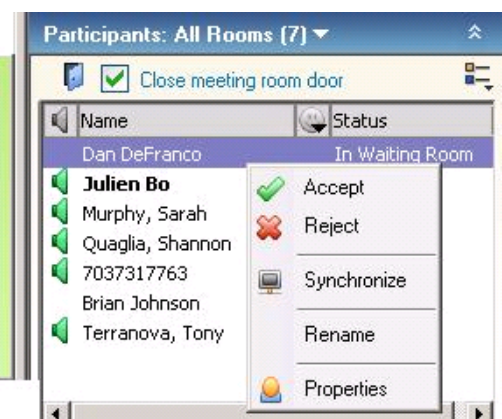 Participants: All Rooms (7)
Close meeting room door
Name Status
Dan DeFranco In Waiting Room
Julien Bo
Murphy, Sarah
Quaglia, Shannon
7037317763
Brian Johnson
Terranova, Tony
Accept
Reject
Synchronize
Rename
Properties